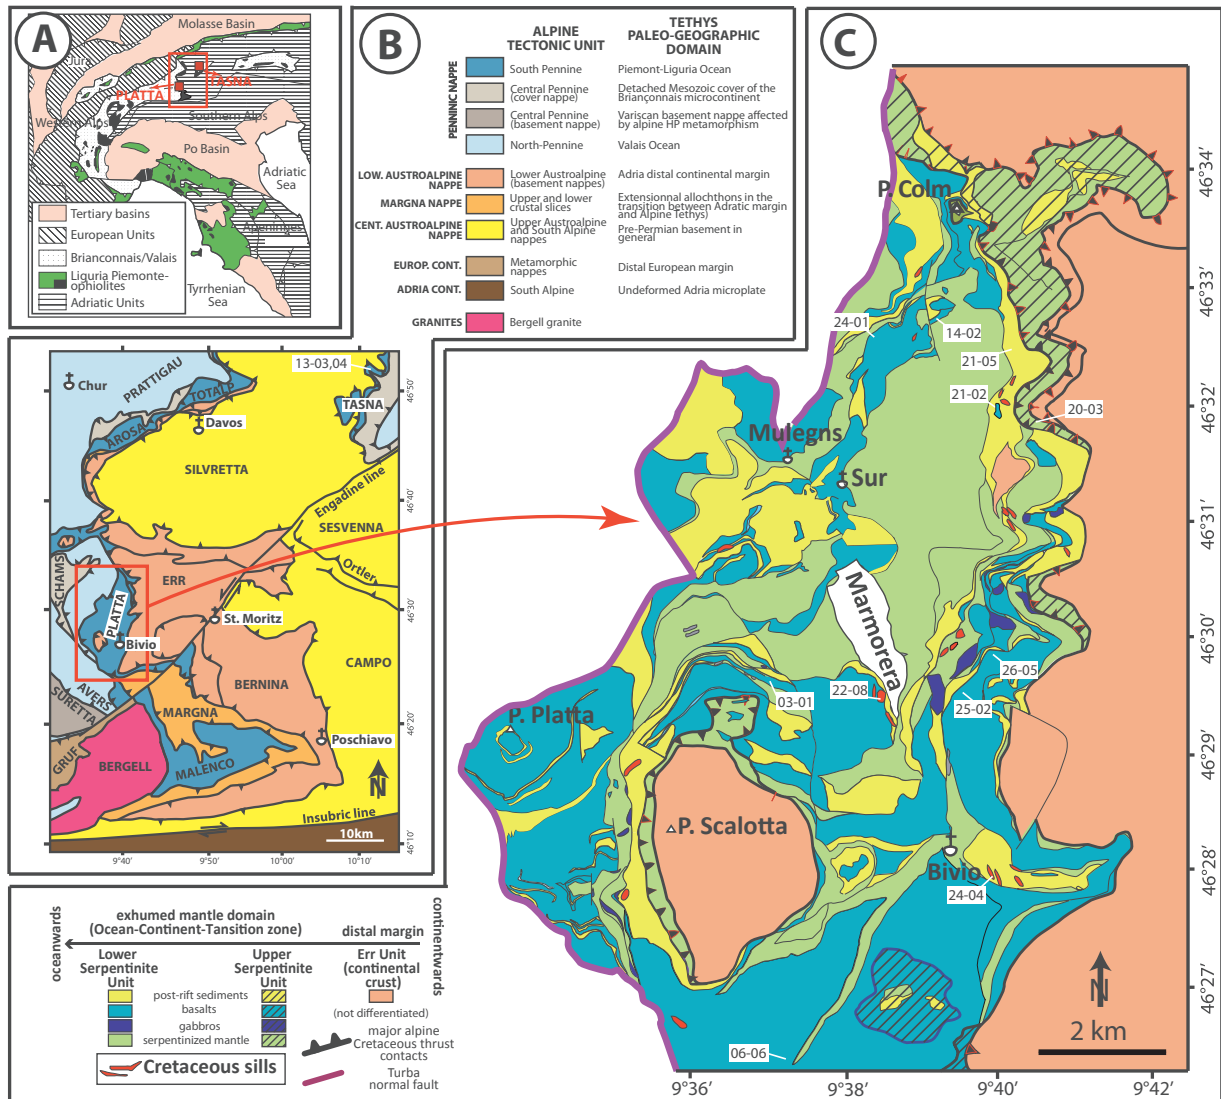 A
Molasse Basin
Jura
TASNA
PLATTA
Western Alps
Southern Alps
Po Basin
Adriatic
Sea
Apeninnes
Tyrrhenian
Sea
Tertiary basins
European Units
Brianconnais/Valais
Liguria Piemonte-
ophiolites
Adriatic Units
B
ALPINE
TECTONIC UNIT
TETHYS
PALEO-GEOGRAPHIC
DOMAIN
PENNINIC NAPPE
South Pennine
Piemont-Liguria Ocean
Central Pennine
(cover nappe)
Detached Mesozoic cover of the
Briançonnais microcontinent
Central Pennine
(basement nappe)
Variscan basement nappe affected
by alpine HP metamorphism
North-Pennine
Valais Ocean
LOW. AUSTROALPINE
NAPPE
Lower Austroalpine
(basement nappes)
Adria distal continental margin
MARGNA NAPPE
Upper and lower
crustal slices
Extensionnal allochthons in the
transition between Adratic margin
and Alpine Tethys)
CENT. AUSTROALPINE
NAPPE
Upper Austroalpine
and South Alpine
nappes
Pre-Permian basement in
general
EUROP. CONT.
Metamorphic
nappes
Distal European margin
ADRIA CONT.
South Alpine
Undeformed Adria microplate
GRANITES
Bergell granite
Chur
PRATTIGAU
TOTALP
13-03,04
TASNA
AROSA
Davos
SILVRETTA
Engadine line
SESVENNA
Ortler
CHAMS
ERR
PLATTA
St. Moritz
Bivio
CAMPO
AVERS
BERNINA
SURETTA
MARGNA
Poschiavo
GRUF
BERGELL
MALENCO
N
Insubric line
10km
46°50'
46°40'
46°30'
46°20'
46°10'
9°40'
9°50'
10°00'
10°10'
oceanwards
exhumed mantle domain
(Ocean-Continent-Tansition zone)
distal margin
continentwards
Lower
Serpentinite
Unit
Upper
Serpentinite
Unit
Err Unit
(continental
crust)
post-rift sediments
basalts
gabbros
serpentinized mantle
(not differentiated)
major alpine
Cretaceous thrust
contacts
Cretaceous sills
Turba
normal fault
C
P. Colm
24-01
14-02
21-05
21-02
20-03
Mulegns
Sur
Marmorera
26-05
25-02
22-08
03-01
P. Platta
P. Scalotta
Bivio
24-04
06-06
N
2 km
46°34'
46°33'
46°32'
46°31'
46°30'
46°29'
46°28'
46°27'
9°36'
9°38'
9°40'
9°42'